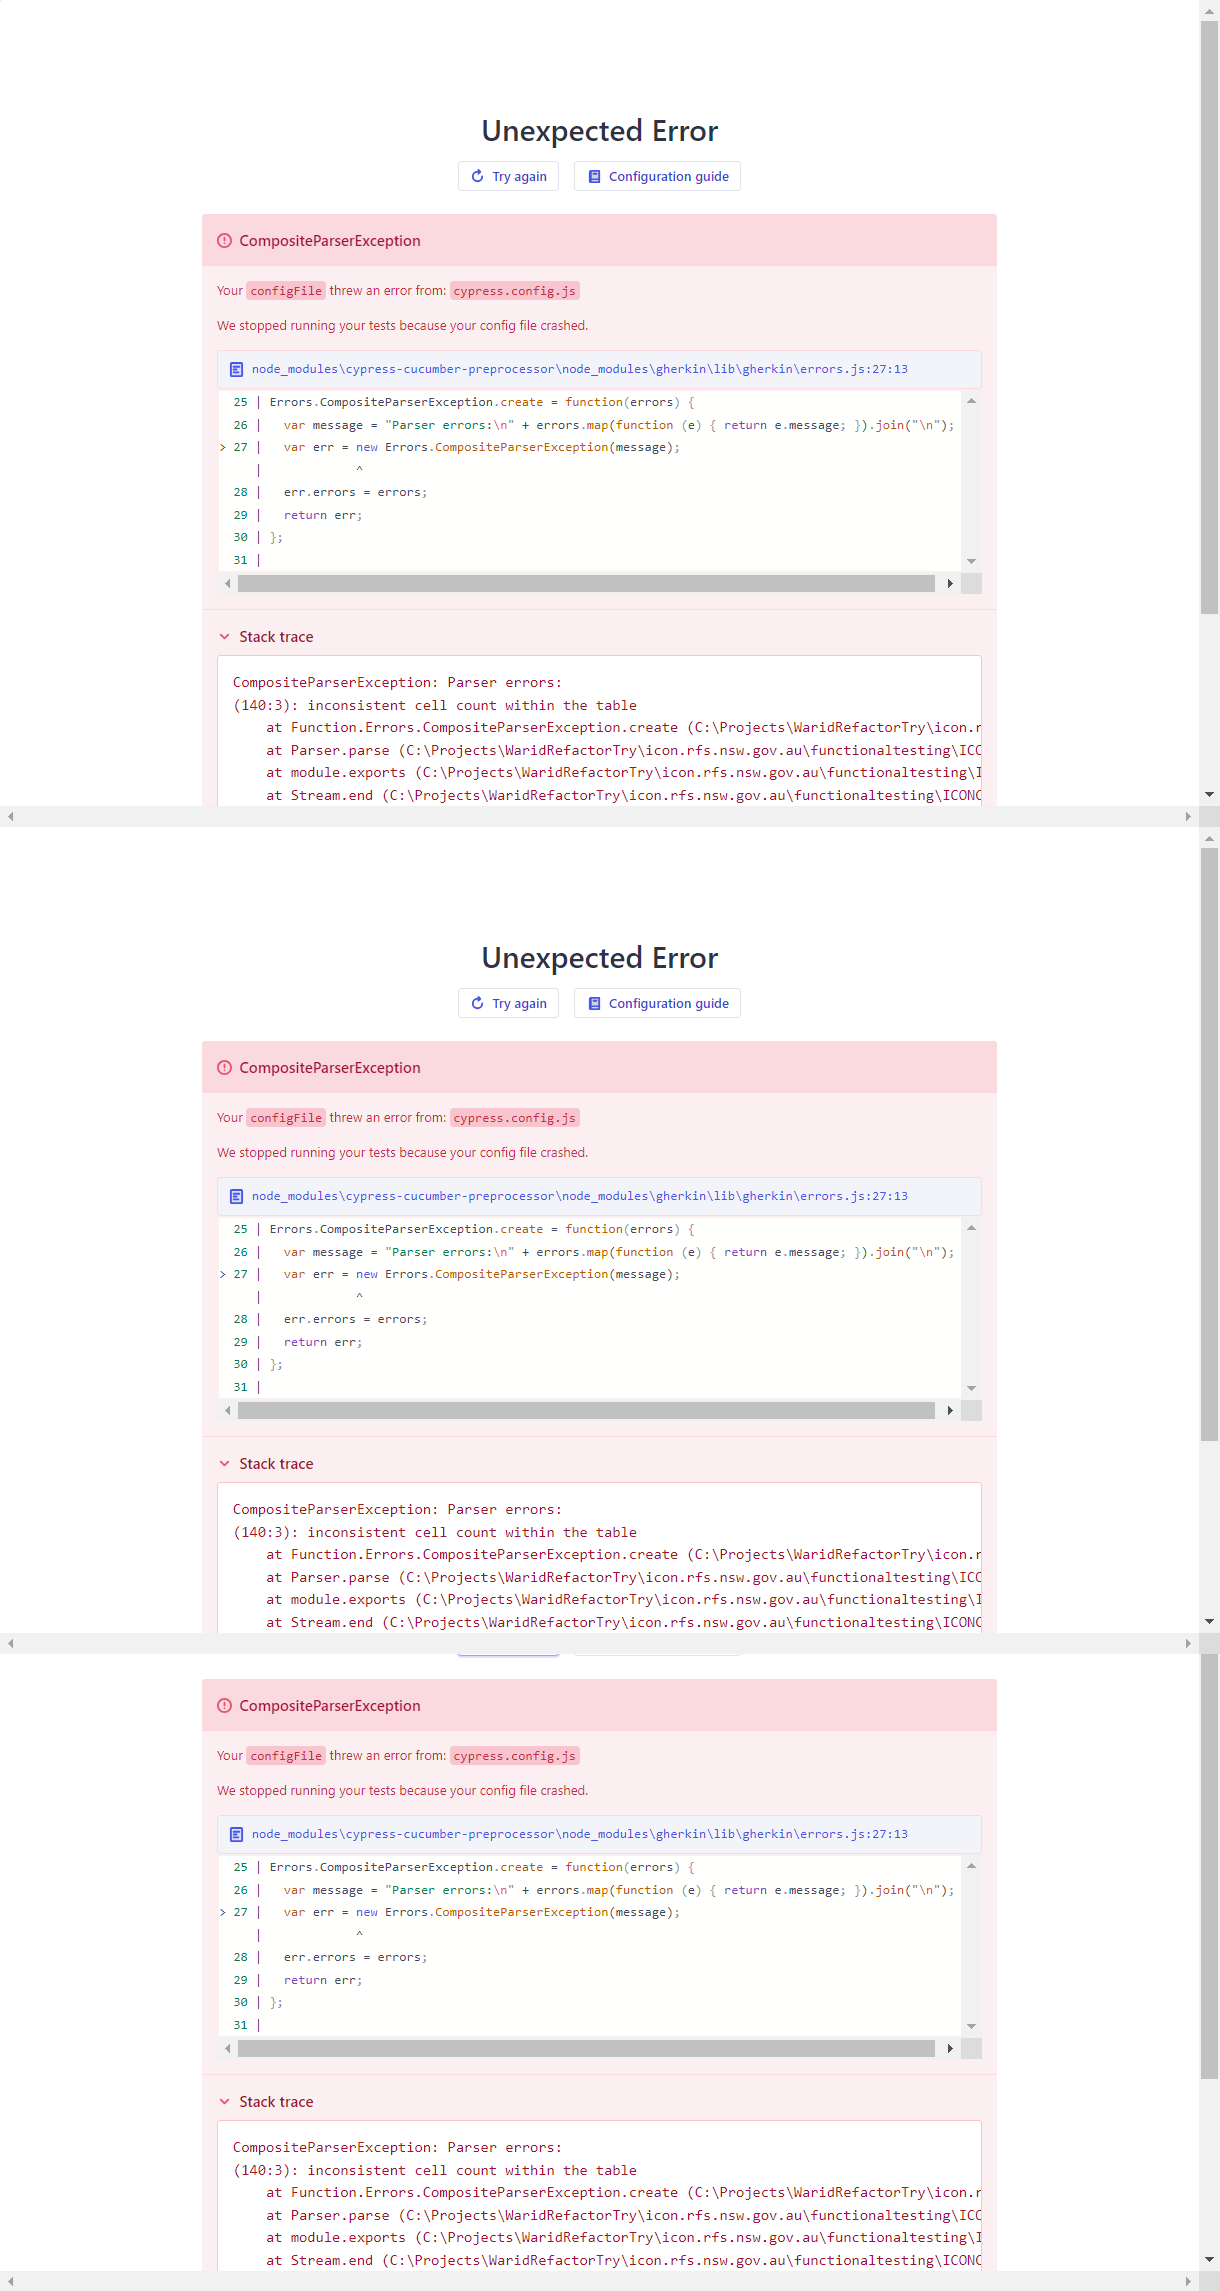 Unexpected Error
Try again
Configuration guide
CompositeParserException
Your configFile threw an error from: cypress.config.js
We stopped running your tests because your config file crashed.
node_modules\cypress-cucumber-preprocessor\node_modules\gherkin\lib\gherkin\errors.js:27:13
25 | Errors.CompositeParserException.create = function(errors) {
26 |   var message = "Parser errors:\n" + errors.map(function (e) { return e.message; }).join("\n");
> 27 |   var err = new Errors.CompositeParserException(message);
|             ^
28 |   err.errors = errors;
29 |   return err;
30 | };
31 |
Stack trace
CompositeParserException: Parser errors:
(140:3): inconsistent cell count within the table
at Function.Errors.CompositeParserException.create (C:\Projects\WaridRefactorTry\icon.r
at Parser.parse (C:\Projects\WaridRefactorTry\icon.rfs.nsw.gov.au\functionaltesting\ICO
at module.exports (C:\Projects\WaridRefactorTry\icon.rfs.nsw.gov.au\functionaltesting\I
at Stream.end (C:\Projects\WaridRefactorTry\icon.rfs.nsw.gov.au\functionaltesting\ICONC
Unexpected Error
Try again
Configuration guide
CompositeParserException
Your configFile threw an error from: cypress.config.js
We stopped running your tests because your config file crashed.
node_modules\cypress-cucumber-preprocessor\node_modules\gherkin\lib\gherkin\errors.js:27:13
25 | Errors.CompositeParserException.create = function(errors) {
26 |   var message = "Parser errors:\n" + errors.map(function (e) { return e.message; }).join("\n");
> 27 |   var err = new Errors.CompositeParserException(message);
|             ^
28 |   err.errors = errors;
29 |   return err;
30 | };
31 |
Stack trace
CompositeParserException: Parser errors:
(140:3): inconsistent cell count within the table
at Function.Errors.CompositeParserException.create (C:\Projects\WaridRefactorTry\icon.r
at Parser.parse (C:\Projects\WaridRefactorTry\icon.rfs.nsw.gov.au\functionaltesting\ICO
at module.exports (C:\Projects\WaridRefactorTry\icon.rfs.nsw.gov.au\functionaltesting\I
at Stream.end (C:\Projects\WaridRefactorTry\icon.rfs.nsw.gov.au\functionaltesting\ICONC
CompositeParserException
Your configFile threw an error from: cypress.config.js
We stopped running your tests because your config file crashed.
node_modules\cypress-cucumber-preprocessor\node_modules\gherkin\lib\gherkin\errors.js:27:13
25 | Errors.CompositeParserException.create = function(errors) {
26 |   var message = "Parser errors:\n" + errors.map(function (e) { return e.message; }).join("\n");
> 27 |   var err = new Errors.CompositeParserException(message);
|             ^
28 |   err.errors = errors;
29 |   return err;
30 | };
31 |
Stack trace
CompositeParserException: Parser errors:
(140:3): inconsistent cell count within the table
at Function.Errors.CompositeParserException.create (C:\Projects\WaridRefactorTry\icon.r
at Parser.parse (C:\Projects\WaridRefactorTry\icon.rfs.nsw.gov.au\functionaltesting\ICO
at module.exports (C:\Projects\WaridRefactorTry\icon.rfs.nsw.gov.au\functionaltesting\I
at Stream.end (C:\Projects\WaridRefactorTry\icon.rfs.nsw.gov.au\functionaltesting\ICONC